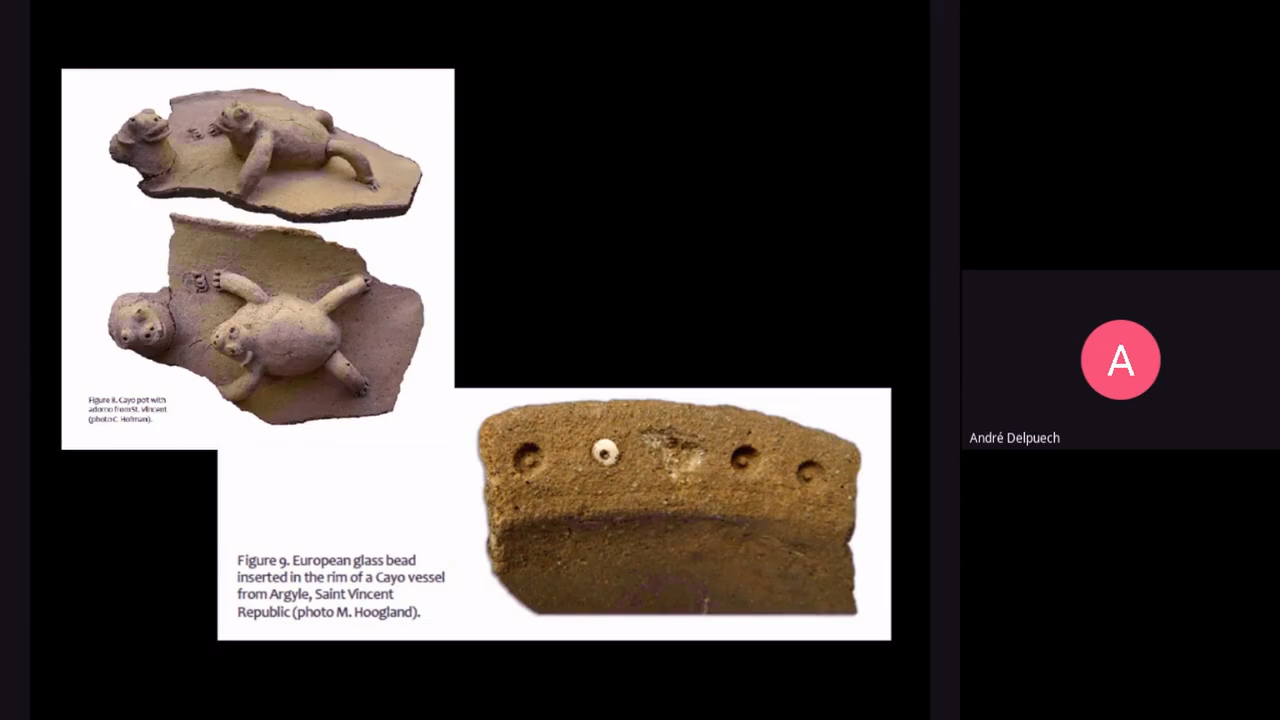 Figure 8. Cayo pot with
adorno from St. Vincent
(photo C. Hofman).
Figure 9. European glass bead
inserted in the rim of a Cayo vessel
from Argyle, Saint Vincent
Republic (photo M. Hoogland).
A
André Delpuech